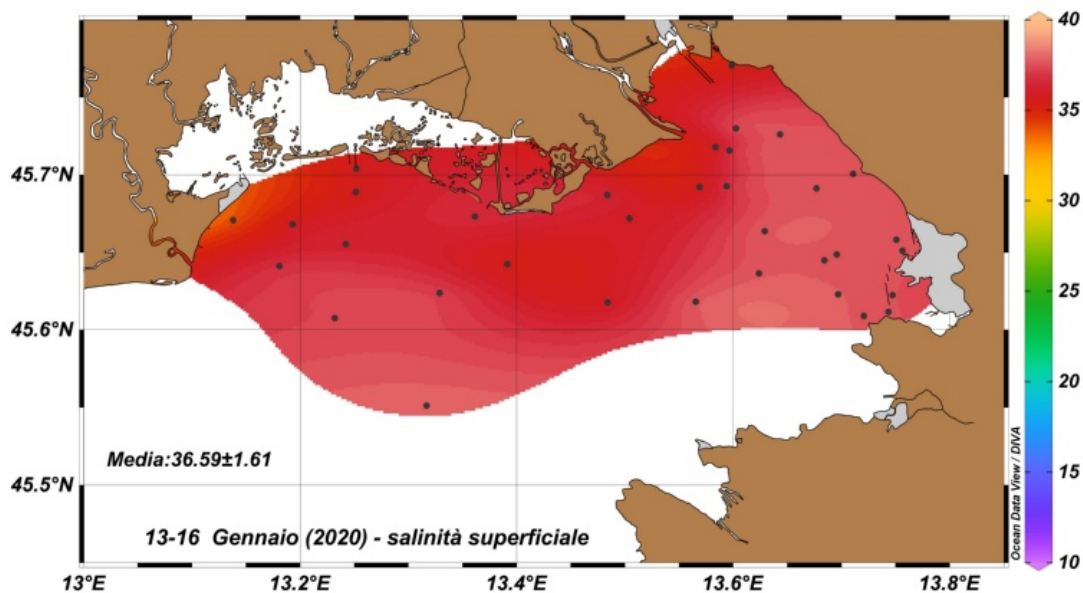 40
35
30
25
20
15
10
Ocean Data View / DIVA
45.7°N
45.6°N
45.5°N
Media:36.59±1.61
13-16 Gennaio (2020) - salinità superficiale
13°E
13.2°E
13.4°E
13.6°E
13.8°E